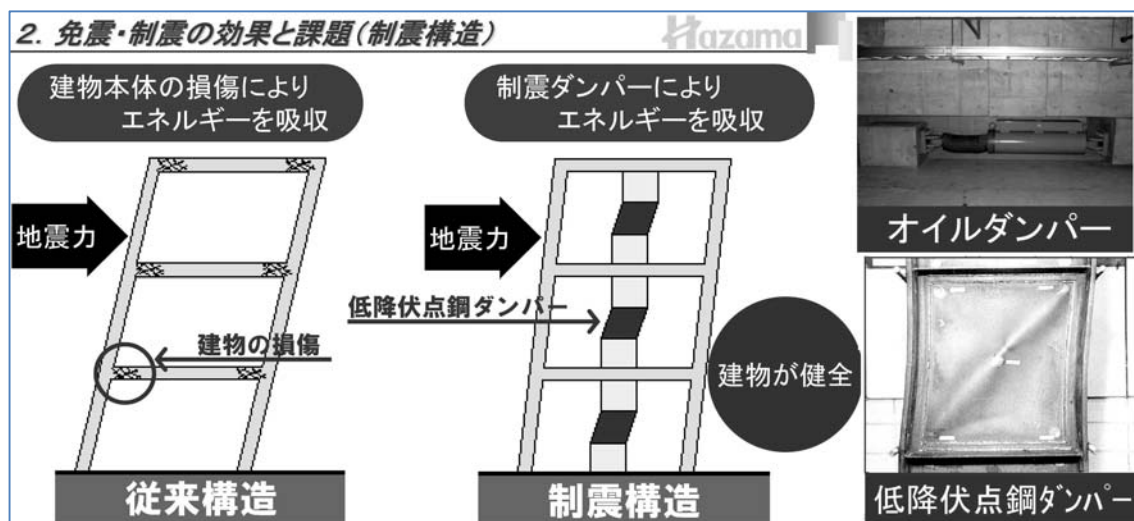 2. 免震・制震の効果と課題(制震構造)
Hazama
建物本体の損傷により
エネルギーを吸収
制震ダンパーにより
エネルギーを吸収
地震力
地震力
低降伏点鋼ダンパー
建物の損傷
建物が健全
従来構造
制震構造
オイルダンパー
低降伏点鋼ﾀﾞﾝﾊﾟｰ